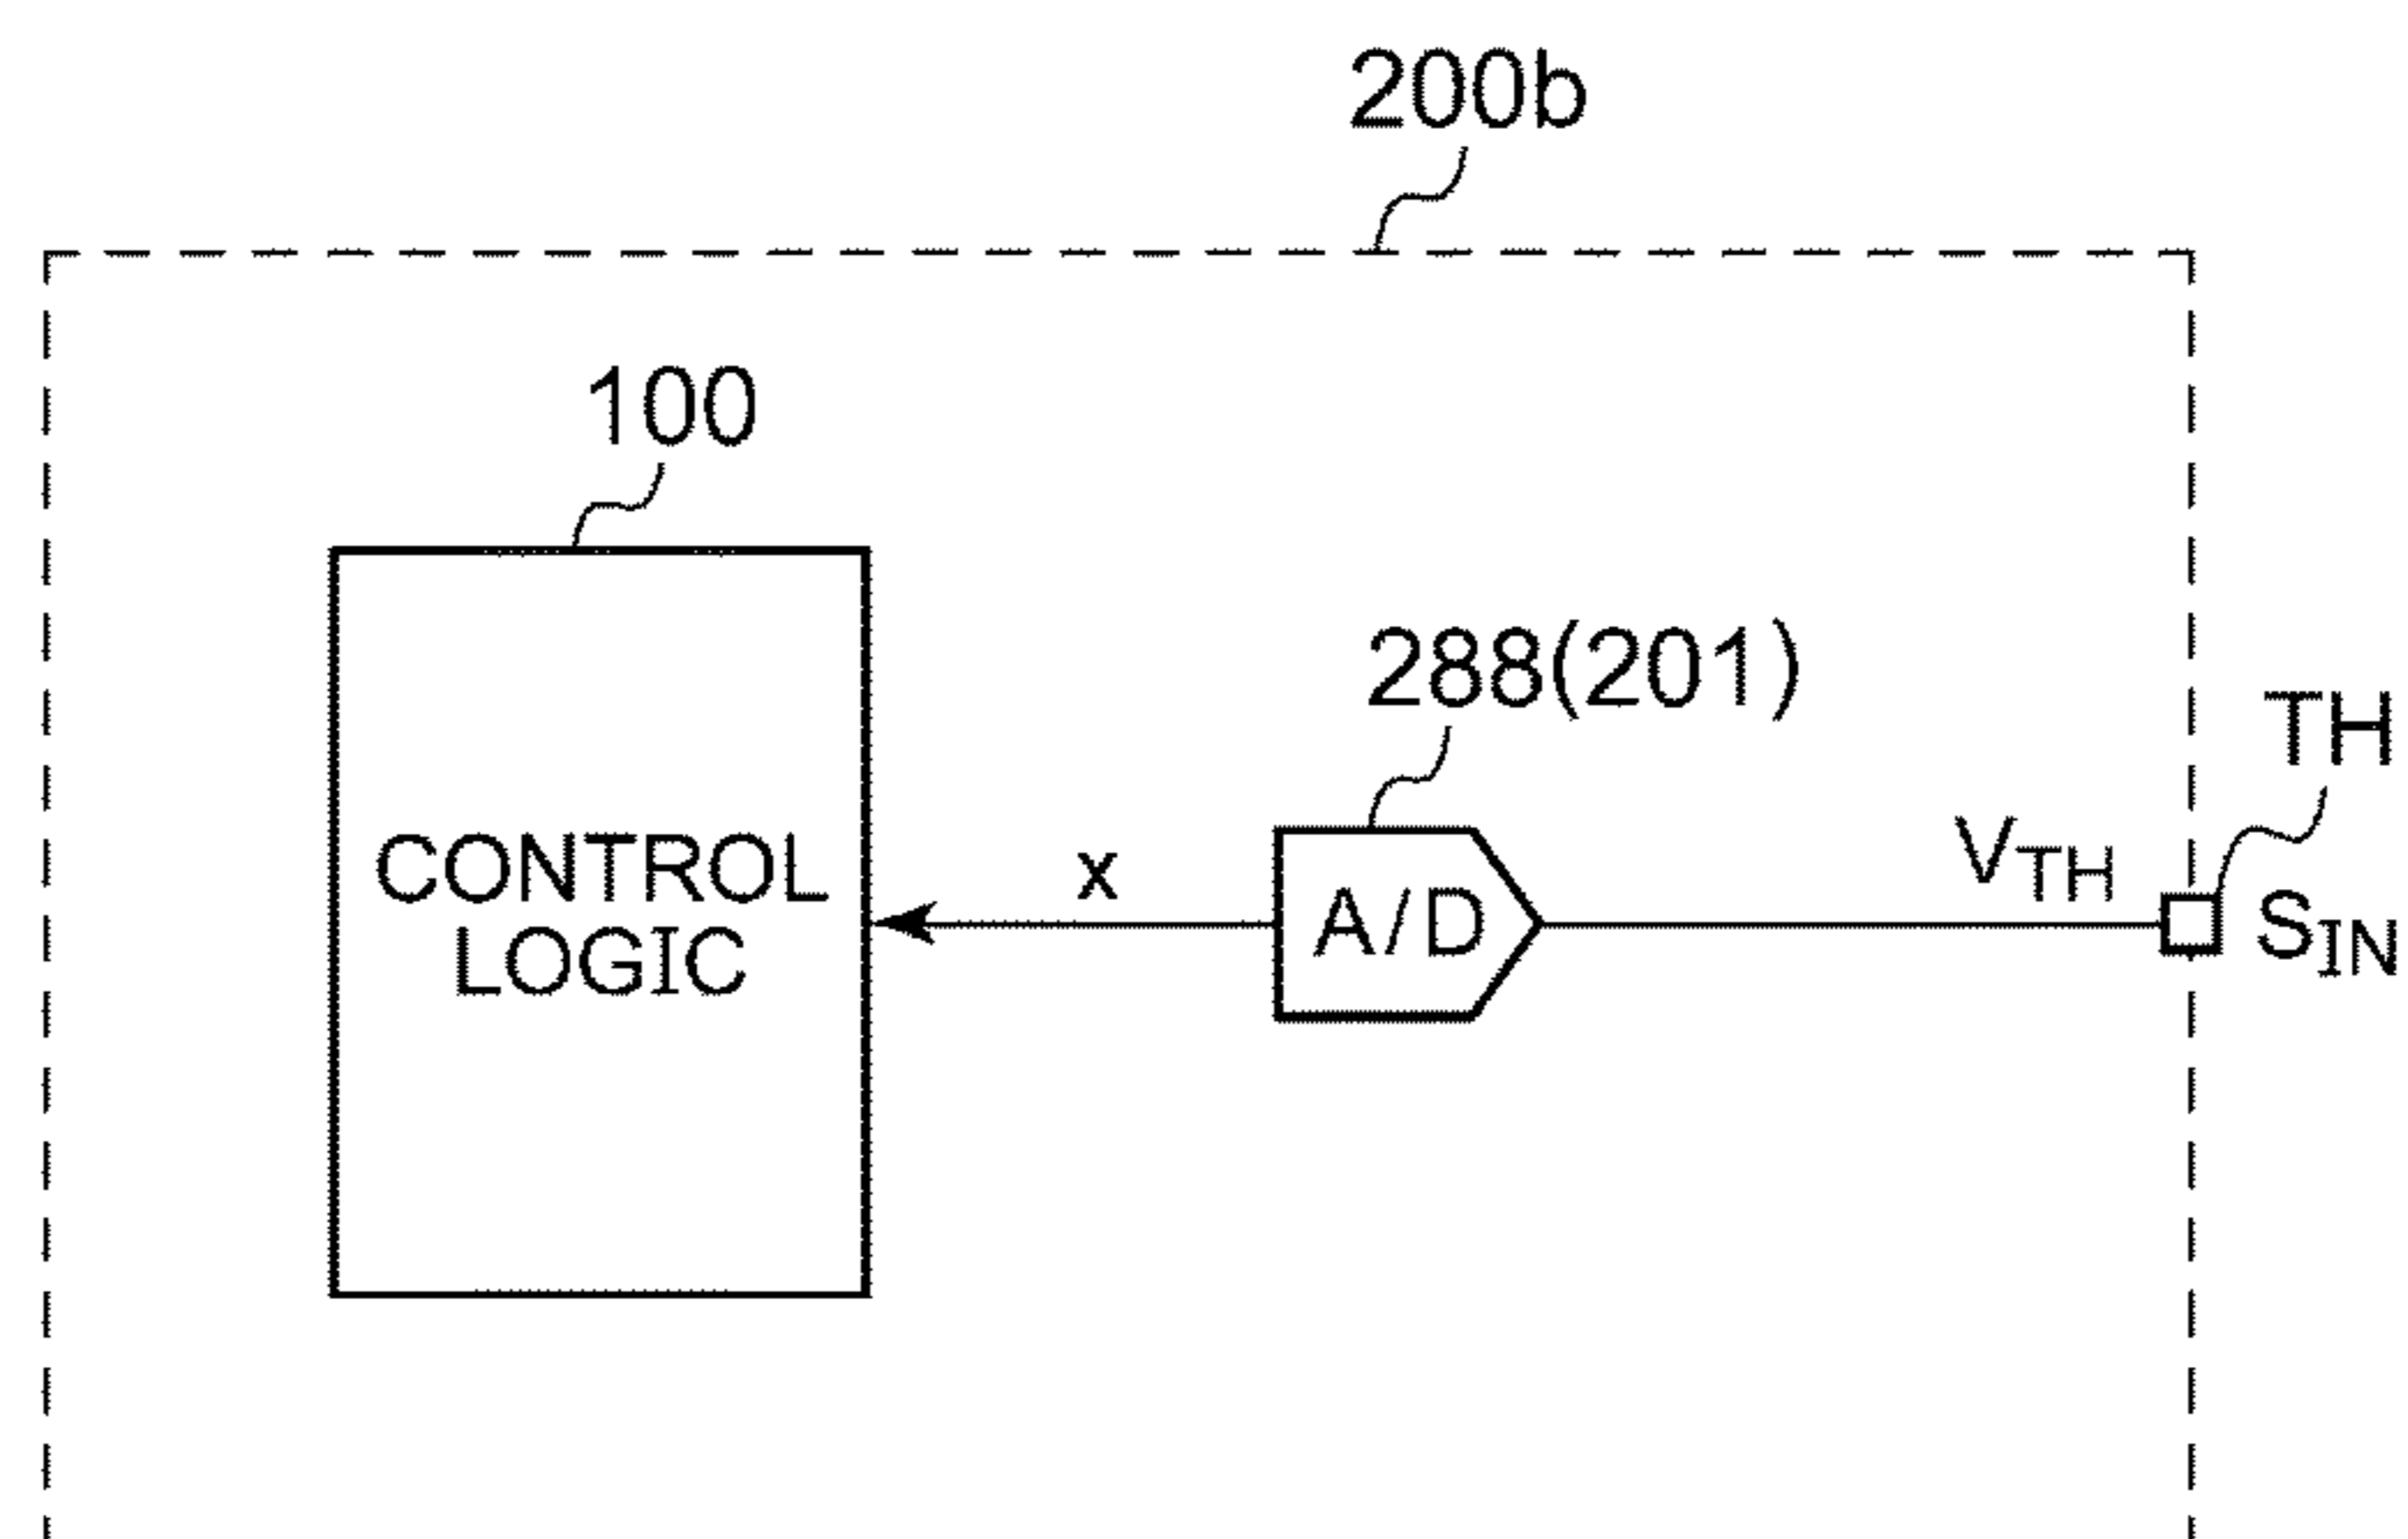 200b
100
288(201)
TH
CONTROL
LOGIC
x
A/D
VTH
SIN